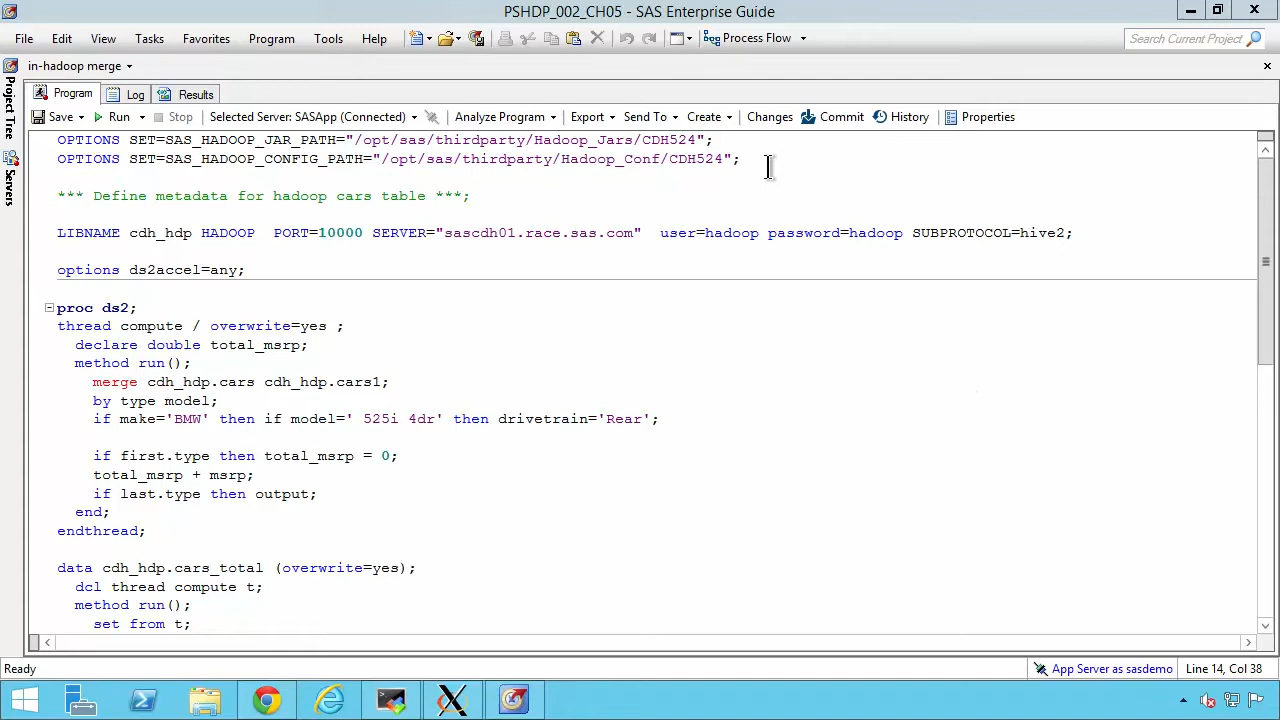 PSHDP_002_CH05 - SAS Enterprise Guide
File Edit View Tasks Favorites Program Tools Help Process Flow Search Current Project
in-hadoop merge
Program Log Results
Save Run Stop Selected Server: SASApp (Connected) Analyze Program Export Send To Create Changes Commit History Properties
Project Tree
Servers
OPTIONS SET=SAS_HADOOP_JAR_PATH="/opt/sas/thirdparty/Hadoop_Jars/CDH524";
OPTIONS SET=SAS_HADOOP_CONFIG_PATH="/opt/sas/thirdparty/Hadoop_Conf/CDH524";
*** Define metadata for hadoop cars table ***;
LIBNAME cdh_hdp HADOOP PORT=10000 SERVER="sascdh01.race.sas.com" user=hadoop password=hadoop SUBPROTOCOL=hive2;
options ds2accel=any;
proc ds2;
thread compute / overwrite=yes ;
declare double total_msrp;
method run();
merge cdh_hdp.cars cdh_hdp.cars1;
by type model;
if make='BMW' then if model=' 525i 4dr' then drivetrain='Rear';
if first.type then total_msrp = 0;
total_msrp + msrp;
if last.type then output;
end;
endthread;
data cdh_hdp.cars_total (overwrite=yes);
dcl thread compute t;
method run();
set from t;
Ready App Server as sasdemo Line 14, Col 38